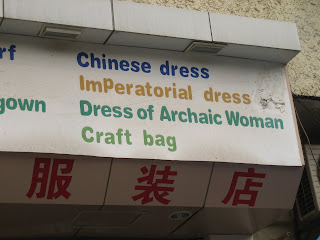 rf Chinese dress
ImPeratorial dress
gown Dress of Archaic Woman
Craft bag
服装店